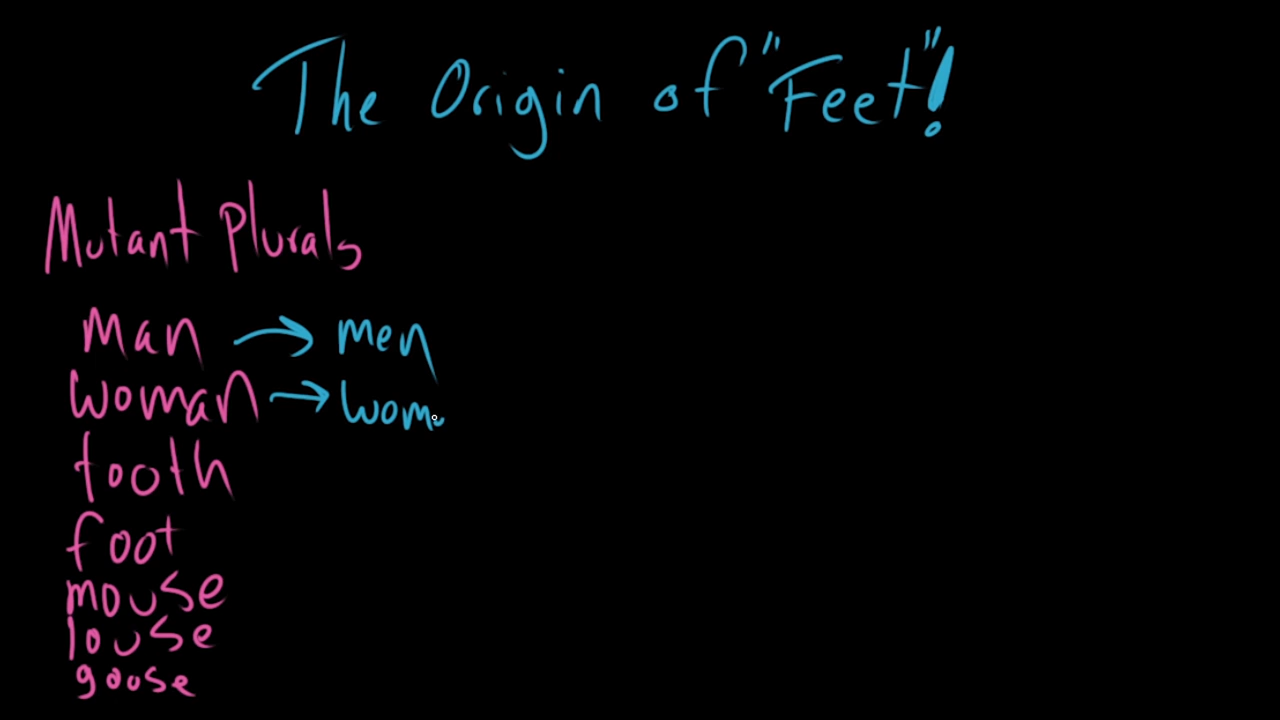 The Origin of "Feet"!
Mutant Plurals
man → men
woman → wom
tooth
foot
mouse
louse
goose